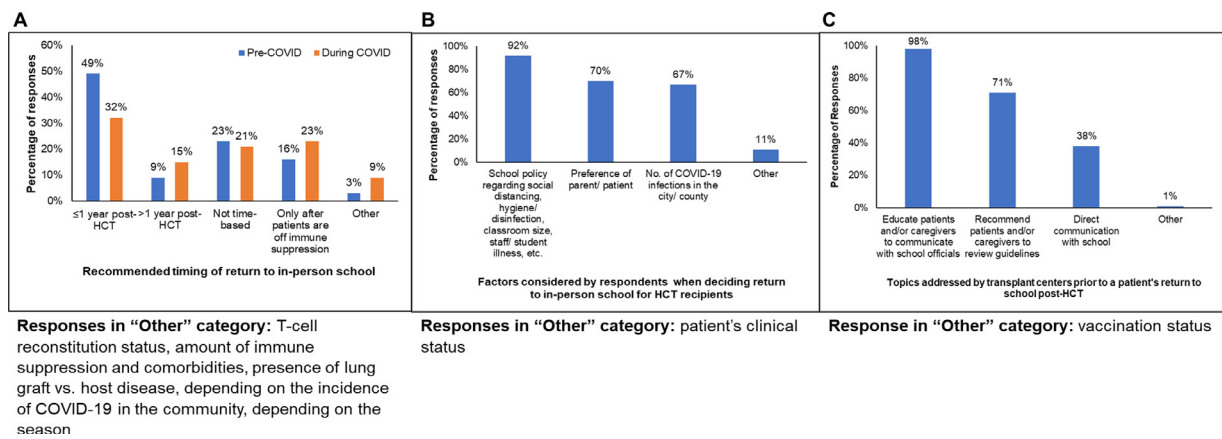 A
Percentage of responses
60%
50%
40%
30%
20%
10%
0%
Pre-COVID
During COVID
49%
32%
9%
15%
23%
21%
16%
23%
3%
9%
≤1 year post-
HCT
>1 year post-
HCT
Not time-
based
Only after
patients are
off immune
suppression
Other
Recommended timing of return to in-person school
Responses in “Other” category: T-cell
reconstitution status, amount of immune
suppression and comorbidities, presence of lung
graft vs. host disease, depending on the incidence
of COVID-19 in the community, depending on the
season
B
Percentage of responses
100%
80%
60%
40%
20%
0%
92%
70%
67%
11%
School policy
regarding social
distancing,
hygiene/
disinfection,
classroom size,
staff/ student
illness, etc.
Preference of
parent/ patient
No. of COVID-19
infections in the
city/ county
Other
Factors considered by respondents when deciding return
to in-person school for HCT recipients
Responses in “Other” category: patient’s clinical
status
C
Percentage of Responses
100%
80%
60%
40%
20%
0%
98%
71%
38%
1%
Educate patients
and/or caregivers
to communicate
with school officials
Recommend
patients and/or
caregivers to
review guidelines
Direct
communication
with school
Other
Topics addressed by transplant centers prior to a patient's return to
school post-HCT
Response in “Other” category: vaccination status